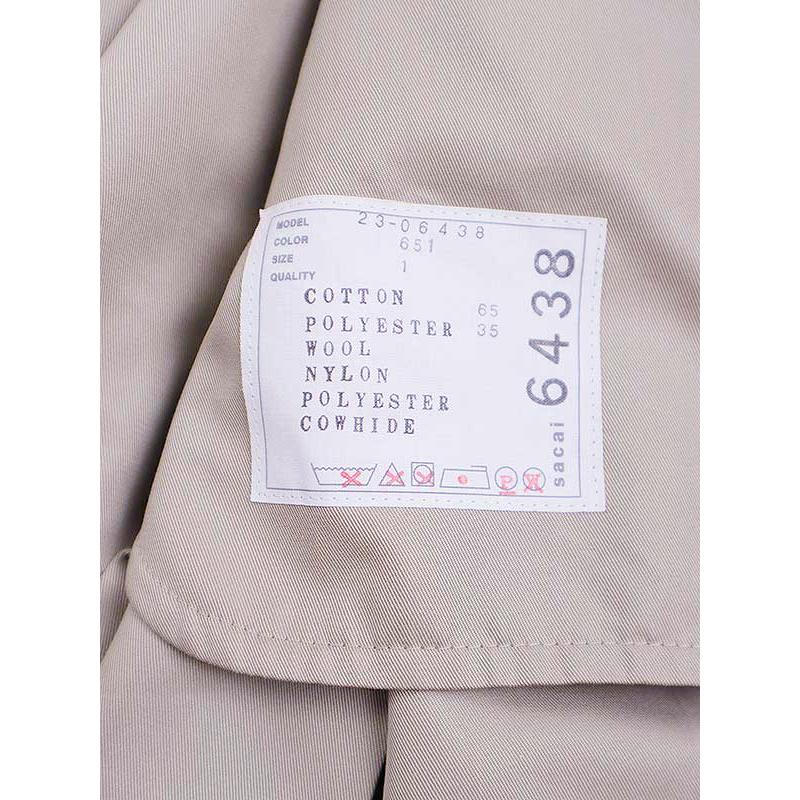 MODEL 23-06438
COLOR 651
SIZE 1
QUALITY
COTTON 65
POLYESTER 35
WOOL
NYLON
POLYESTER
COWHIDE
P W
sacai 6438